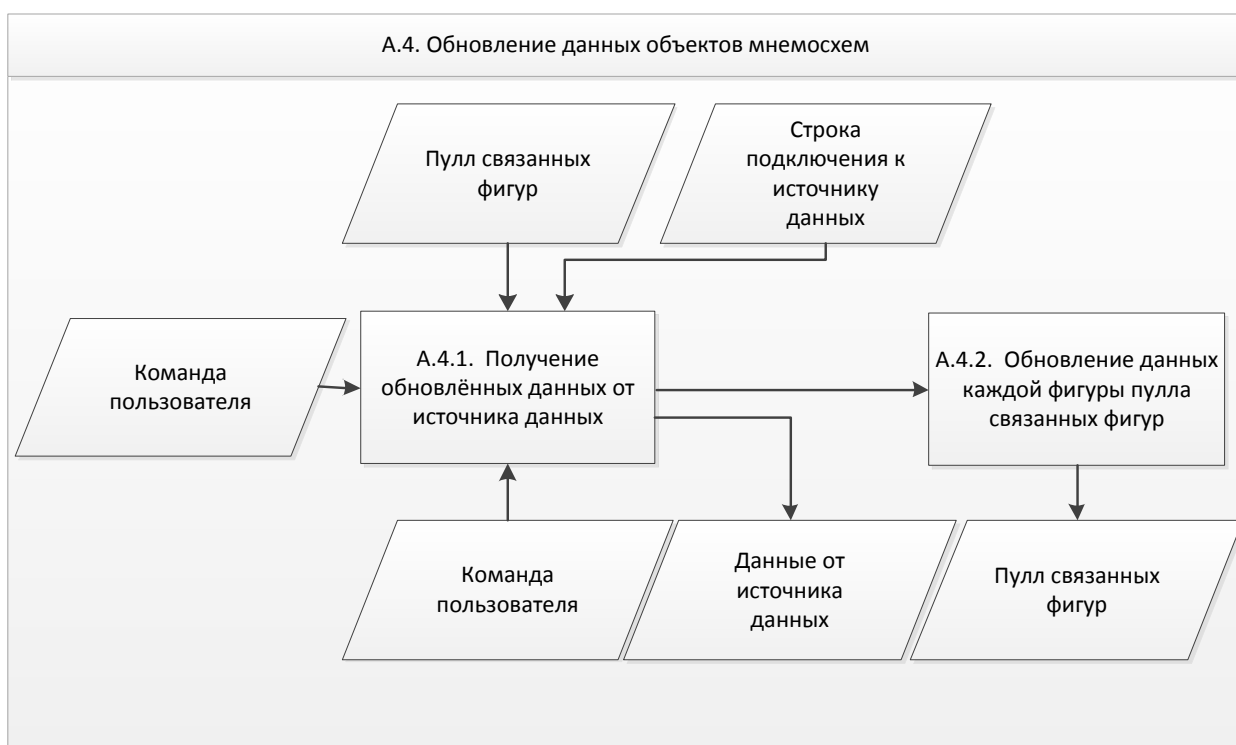 А.4. Обновление данных объектов мнемосхем
Пулл связанных
фигур
Строка
подключения к
источнику
данных
Команда
пользователя
А.4.1. Получение
обновлённых данных от
источника данных
А.4.2. Обновление данных
каждой фигуры пулла
связанных фигур
Команда
пользователя
Данные от
источника
данных
Пулл связанных
фигур